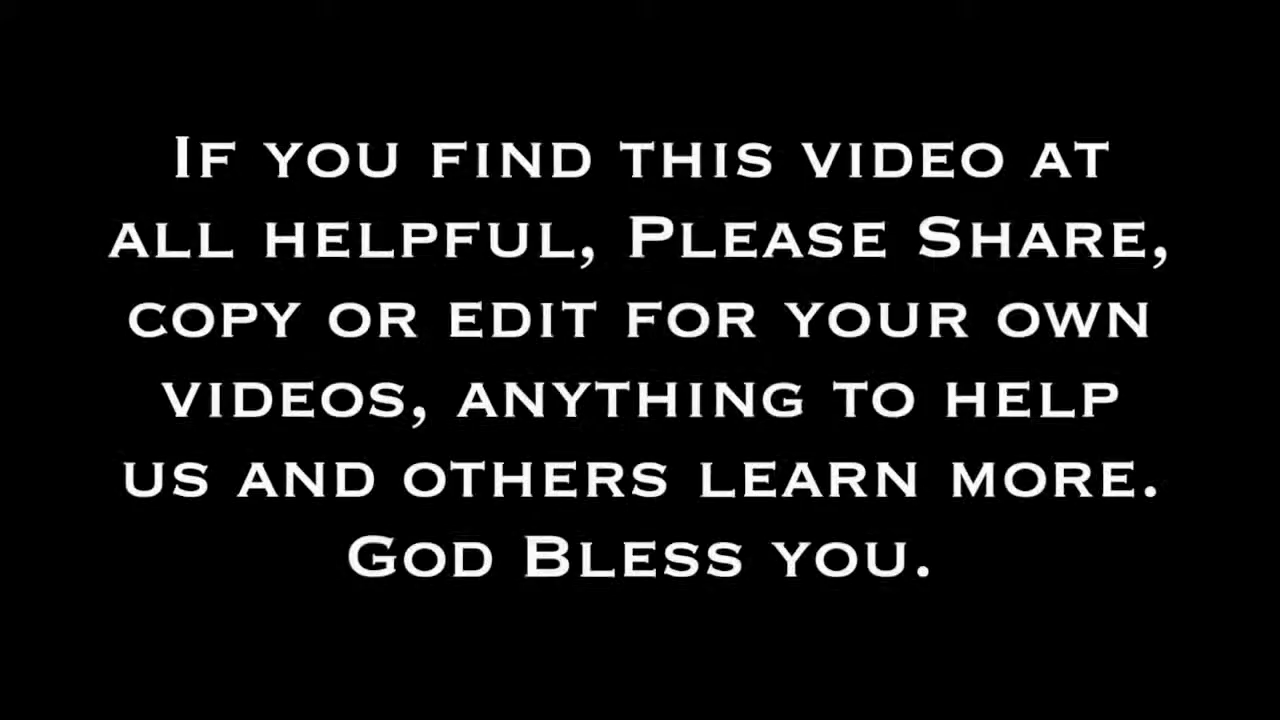 If you find this video at
all helpful, Please Share,
copy or edit for your own
videos, anything to help
us and others learn more.
God Bless you.